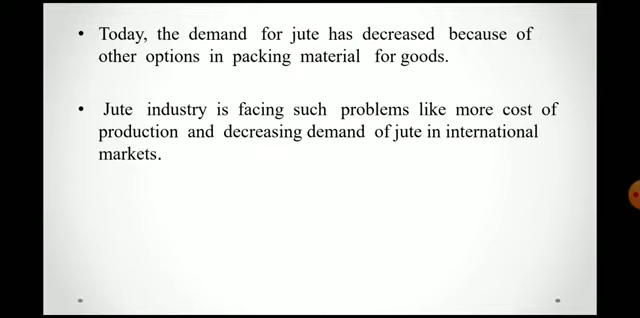 • Today, the demand for jute has decreased because of
other options in packing material for goods.
• Jute industry is facing such problems like more cost of
production and decreasing demand of jute in international
markets.